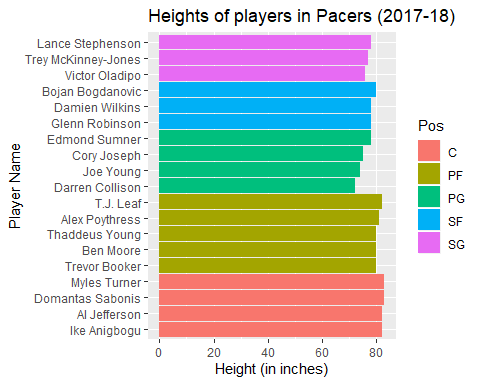 Heights of players in Pacers (2017-18)
Player Name
Lance Stephenson
Trey McKinney-Jones
Victor Oladipo
Bojan Bogdanovic
Damien Wilkins
Glenn Robinson
Edmond Sumner
Cory Joseph
Joe Young
Darren Collison
T.J. Leaf
Alex Poythress
Thaddeus Young
Ben Moore
Trevor Booker
Myles Turner
Domantas Sabonis
Al Jefferson
Ike Anigbogu
0 20 40 60 80
Height (in inches)
Pos
C
PF
PG
SF
SG